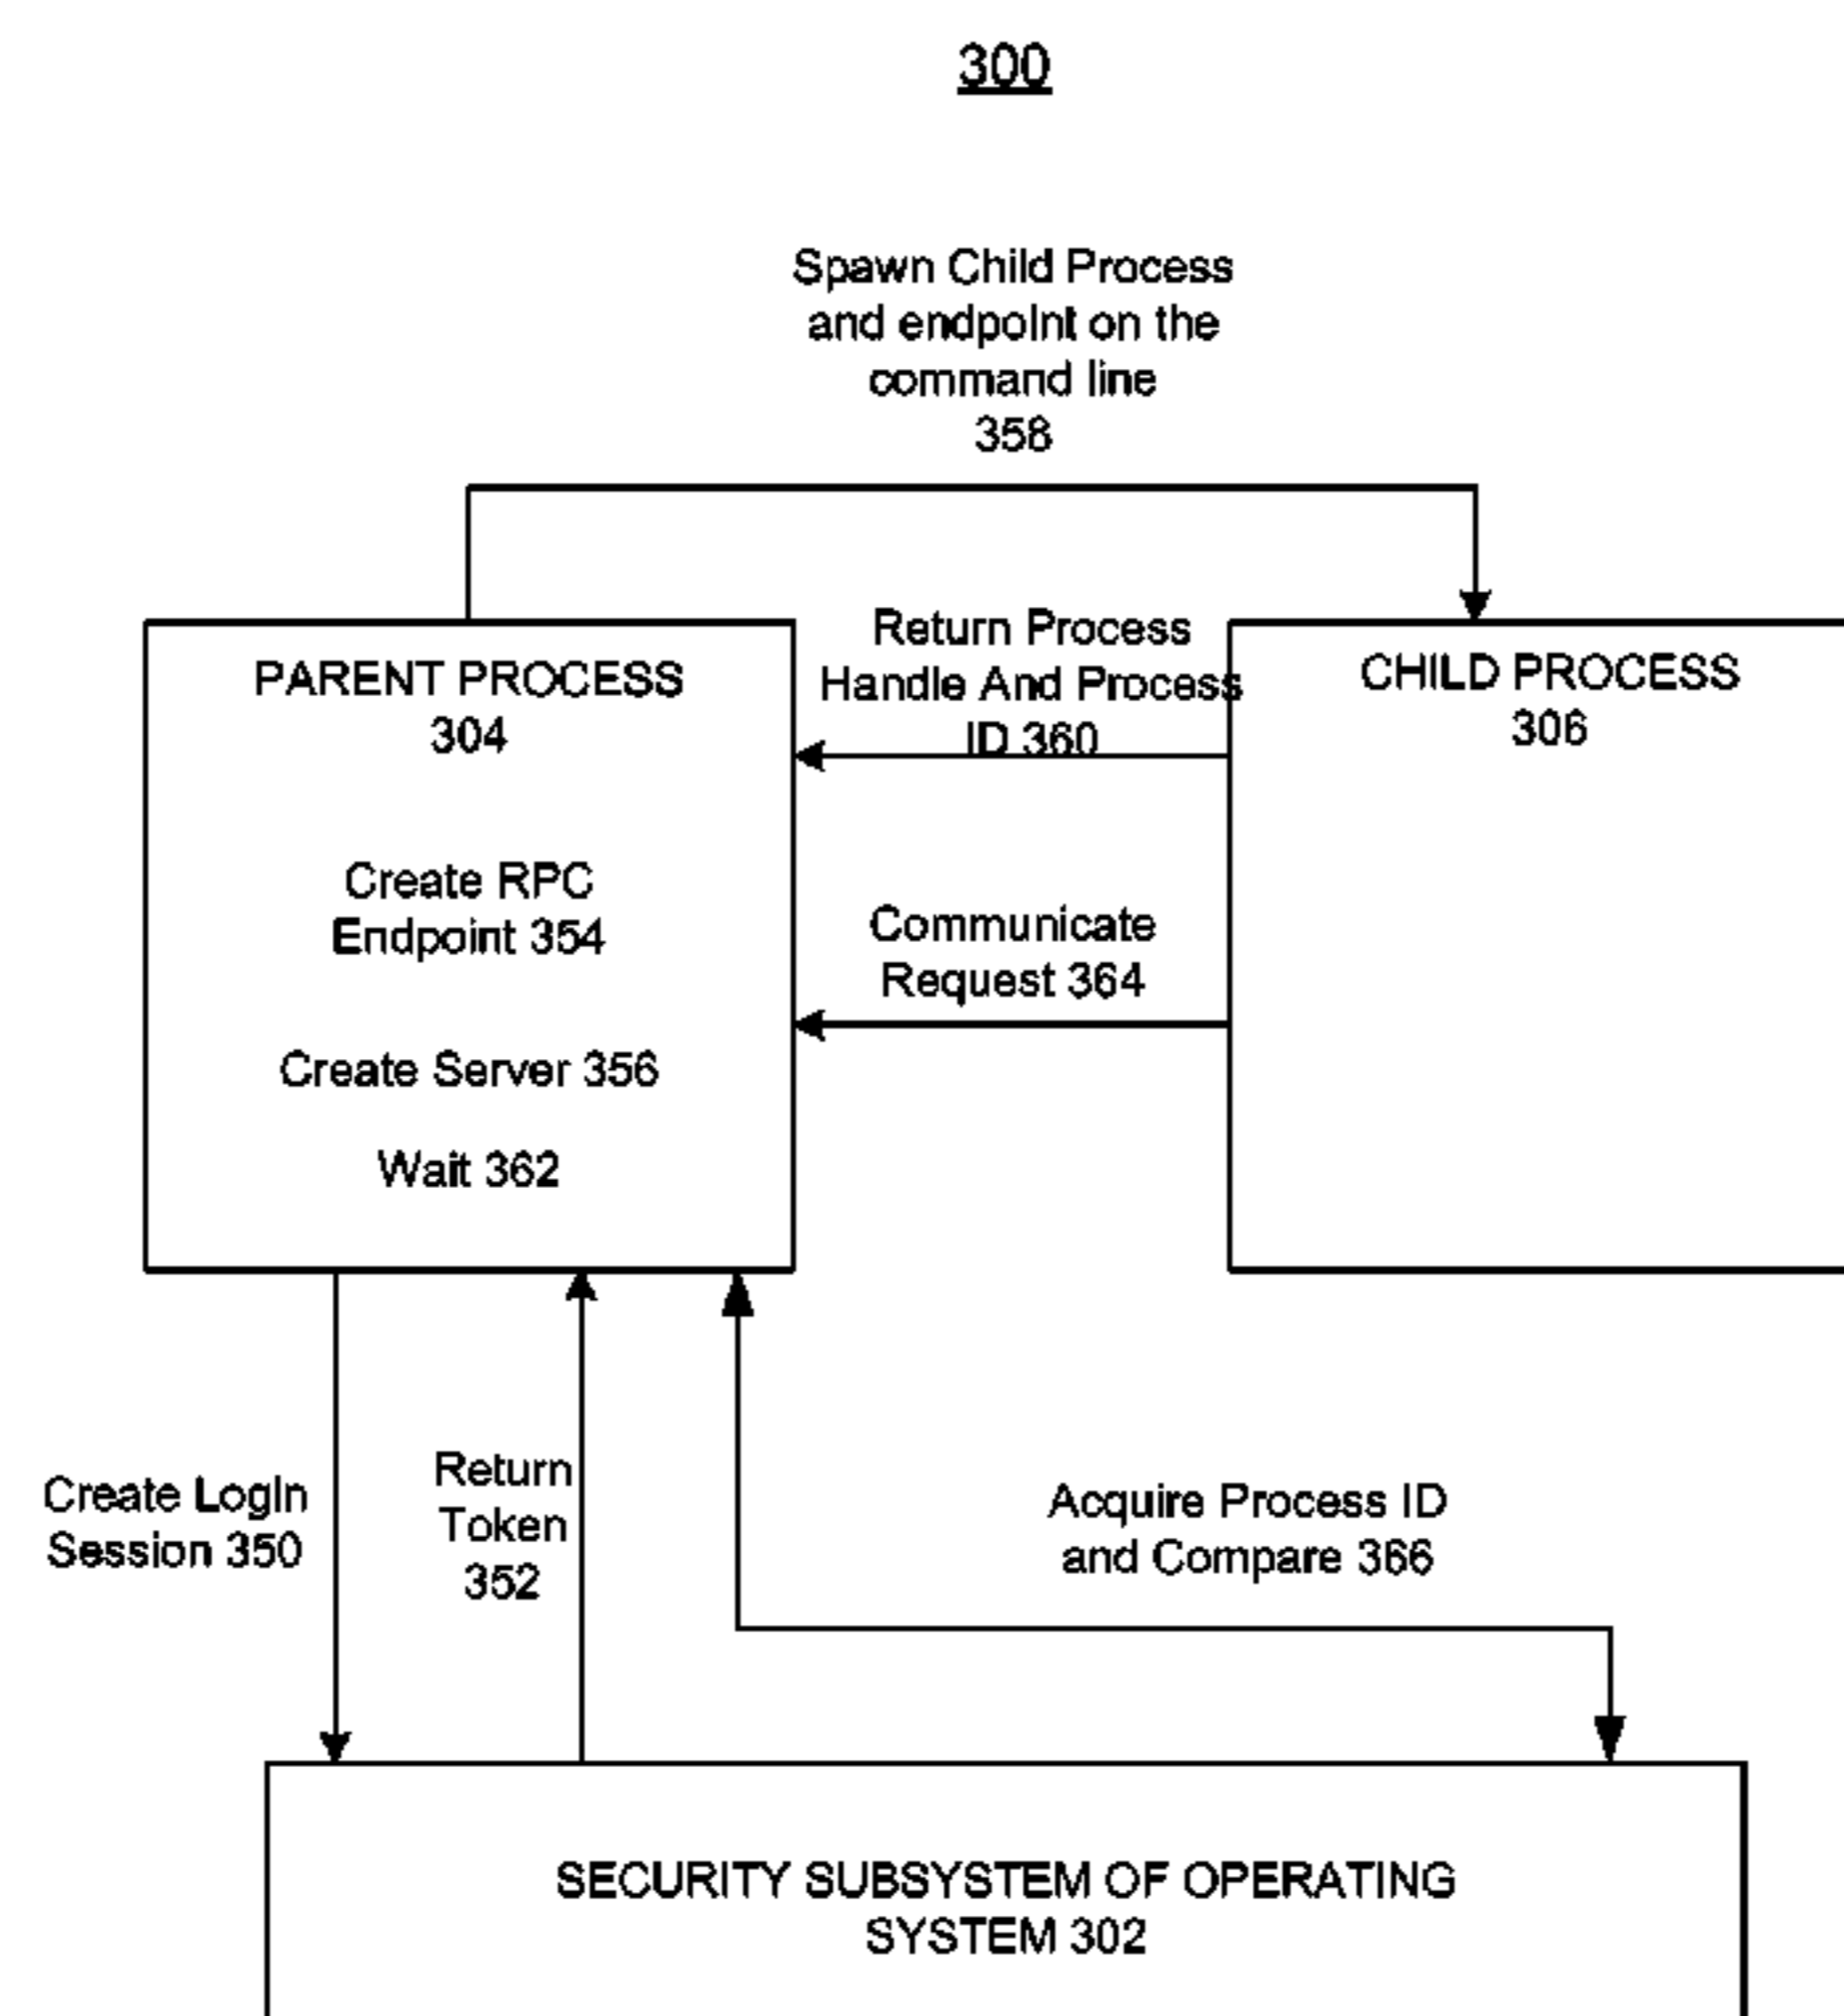 300
Spawn Child Process
and endpoint on the
command line
358
PARENT PROCESS
304
Create RPC
Endpoint 354
Create Server 356
Wait 362
Return Process
Handle And Process
ID 360
Communicate
Request 364
CHILD PROCESS
306
Create Login
Session 350
Return
Token
352
Acquire Process ID
and Compare 366
SECURITY SUBSYSTEM OF OPERATING
SYSTEM 302